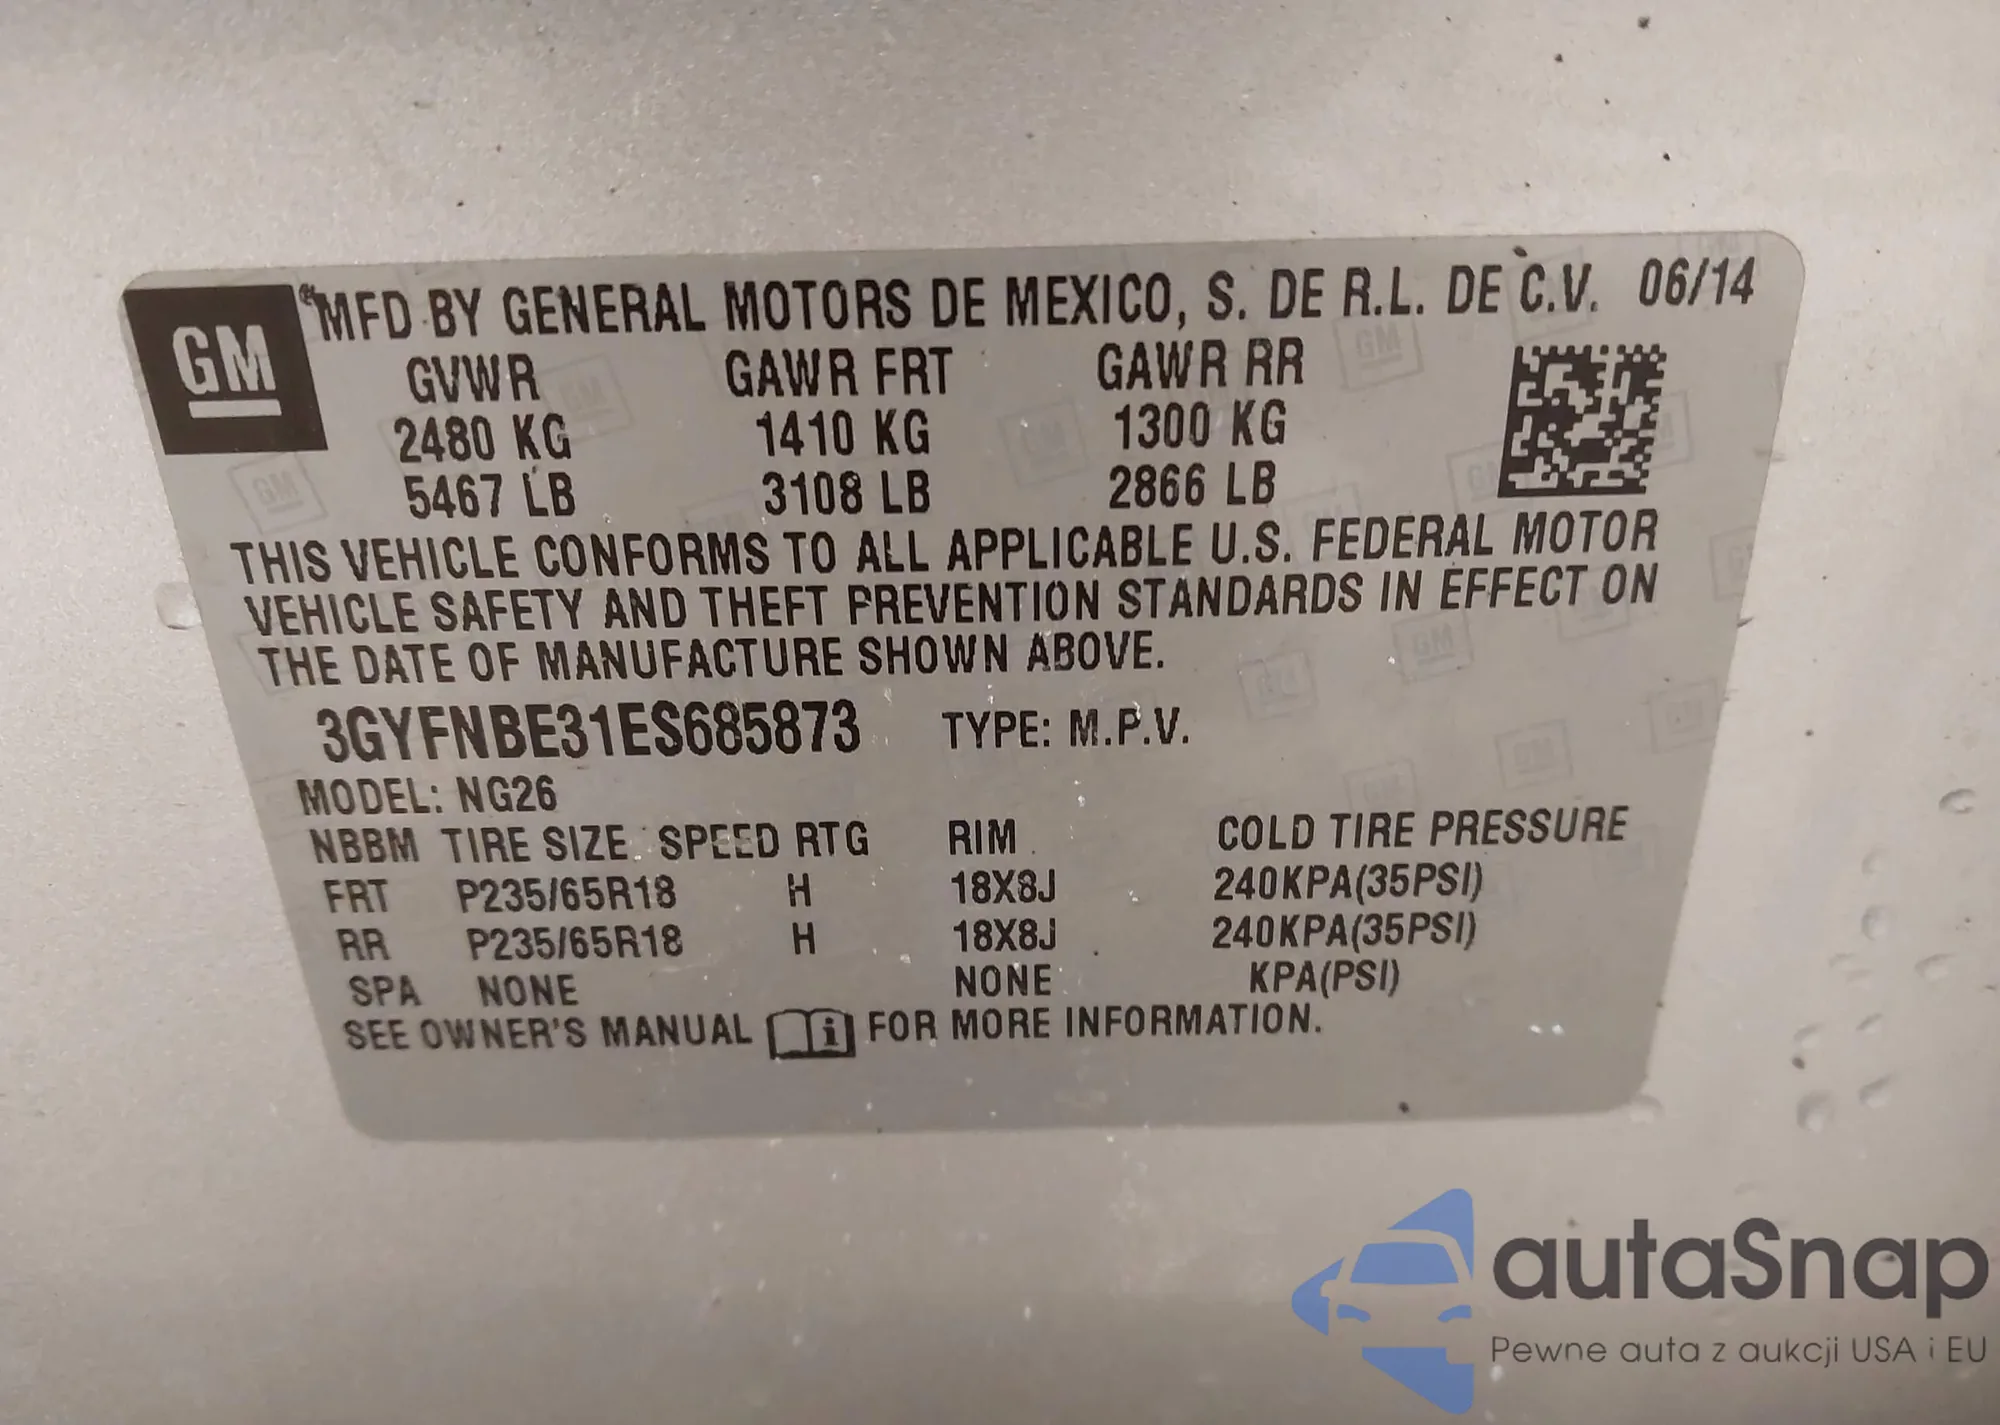 GM
MFD BY GENERAL MOTORS DE MEXICO, S. DE R.L. DE C.V. 06/14
GVWR GAWR FRT GAWR RR
2480 KG 1410 KG 1300 KG
5467 LB 3108 LB 2866 LB
THIS VEHICLE CONFORMS TO ALL APPLICABLE U.S. FEDERAL MOTOR
VEHICLE SAFETY AND THEFT PREVENTION STANDARDS IN EFFECT ON
THE DATE OF MANUFACTURE SHOWN ABOVE.
3GYFNBE31ES685873 TYPE: M.P.V.
MODEL: NG26
NBBM TIRE SIZE SPEED RTG RIM COLD TIRE PRESSURE
FRT P235/65R18 H 18X8J 240KPA(35PSI)
RR P235/65R18 H 18X8J 240KPA(35PSI)
SPA NONE NONE KPA(PSI)
SEE OWNER'S MANUAL i FOR MORE INFORMATION.
autaSnap
Pewne auta z aukcji USA i EU